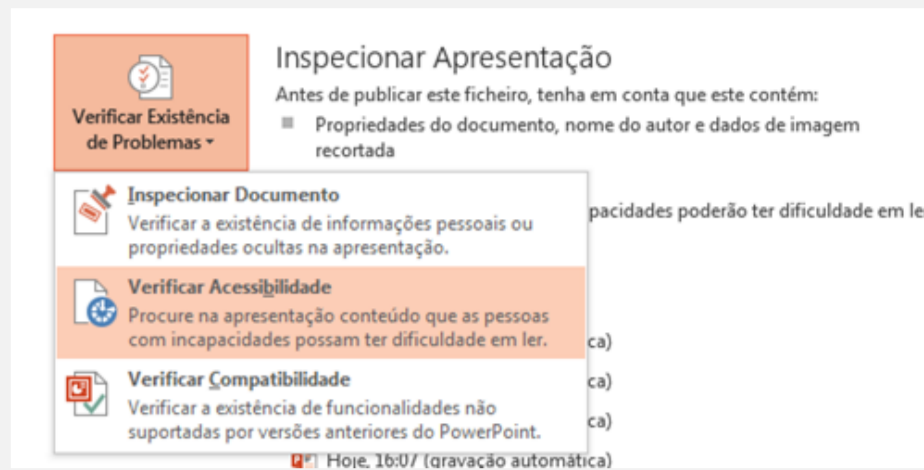 Inspecionar Apresentação
Antes de publicar este ficheiro, tenha em conta que este contém:
Propriedades do documento, nome do autor e dados de imagem
recortada
Verificar Existência
de Problemas
Inspecionar Documento
Verificar a existência de informações pessoais ou
propriedades ocultas na apresentação.
pacidades poderão ter dificuldade em le
Verificar Acessibilidade
Procure na apresentação conteúdo que as pessoas
com incapacidades possam ter dificuldade em ler.
ca)
Verificar Compatibilidade
ca)
Verificar a existência de funcionalidades não
suportadas por versões anteriores do PowerPoint.
ca)
Hoje, 16:07 (gravação automática)